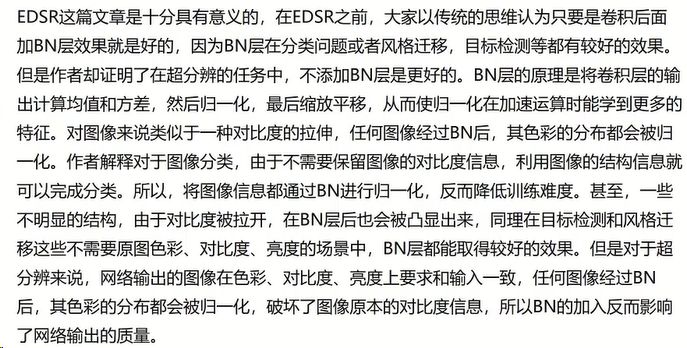 EDSR这篇文章是十分具有意义的，在EDSR之前，大家以传统的思维认为只要是卷积后面
加BN层效果就是好的，因为BN层在分类问题或者风格迁移，目标检测等都有较好的效果。
但是作者却证明了在超分辨的任务中，不添加BN层是更好的。BN层的原理是将卷积层的输
出计算均值和方差，然后归一化，最后缩放平移，从而使归一化在加速运算时能学到更多的
特征。对图像来说类似于一种对比度的拉伸，任何图像经过BN后，其色彩的分布都会被归
一化。作者解释对于图像分类，由于不需要保留图像的对比度信息，利用图像的结构信息就
可以完成分类。所以，将图像信息都通过BN进行归一化，反而降低训练难度。甚至，一些
不明显的结构，由于对比度被拉开，在BN层后也会被凸显出来，同理在目标检测和风格迁
移这些不需要原图色彩、对比度、亮度的场景中，BN层都能取得较好的效果。但是对于超
分辨来说，网络输出的图像在色彩、对比度、亮度上要求和输入一致，任何图像经过BN
后，其色彩的分布都会被归一化，破坏了图像原本的对比度信息，所以BN的加入反而影响
了网络输出的质量。